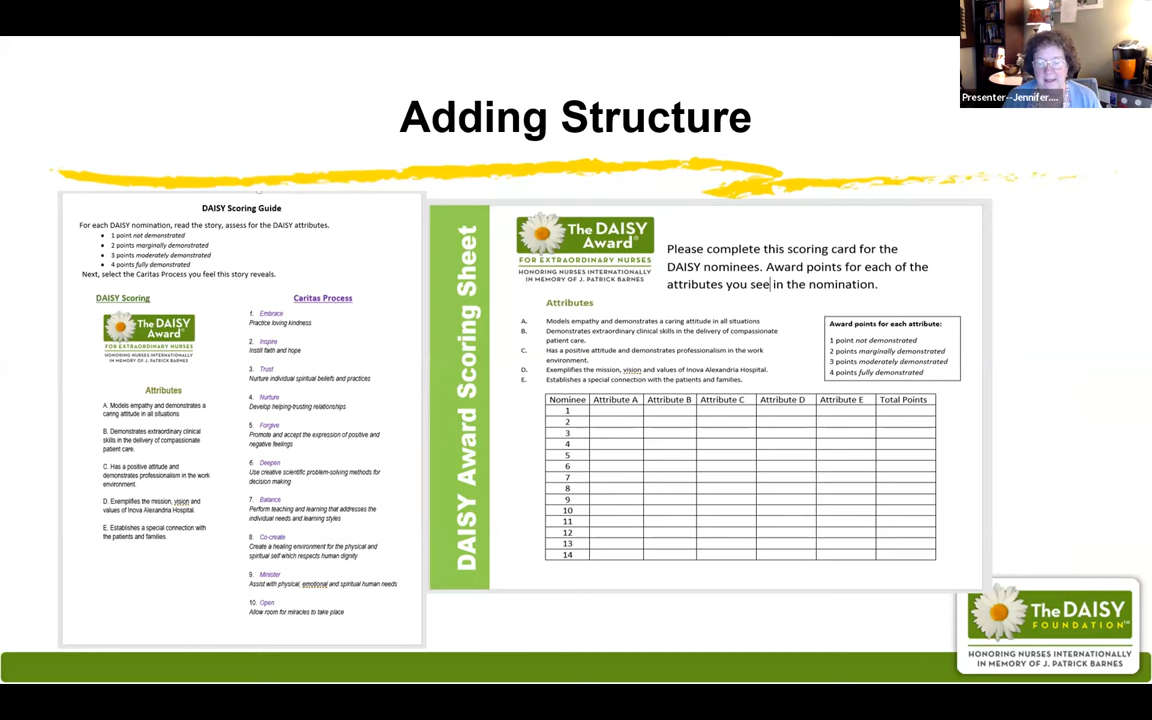 Presenter--Jennifer....
Adding Structure
DAISY Scoring Guide
For each DAISY nomination, read the story, assess for the DAISY attributes.
• 1 point not demonstrated
• 2 points marginally demonstrated
• 3 points moderately demonstrated
• 4 points fully demonstrated
Next, select the Caritas Process you feel this story reveals.
DAISY Scoring
The DAISY
Award®
FOR EXTRAORDINARY NURSES
HONORING NURSES INTERNATIONALLY
IN MEMORY OF J. PATRICK BARNES
Attributes
A. Models empathy and demonstrates a
caring attitude in all situations
B. Demonstrates extraordinary clinical
skills in the delivery of compassionate
patient care.
C. Has a positive attitude and
demonstrates professionalism in the work
environment.
D. Exemplifies the mission, vision and
values of Inova Alexandria Hospital.
E. Establishes a special connection with
the patients and families.
Caritas Process
1. Embrace
Practice loving kindness
2. Inspire
Instill faith and hope
3. Trust
Nurture individual spiritual beliefs and practices
4. Nurture
Develop helping-trusting relationships
5. Forgive
Promote and accept the expression of positive and
negative feelings
6. Deepen
Use creative scientific problem-solving methods for
decision making
7. Balance
Perform teaching and learning that addresses the
individual needs and learning styles
8. Co-create
Create a healing environment for the physical and
spiritual self which respects human dignity
9. Minister
Assist with physical, emotional and spiritual human needs
10. Open
Allow room for miracles to take place
DAISY Award Scoring Sheet
The DAISY
Award®
FOR EXTRAORDINARY NURSES
HONORING NURSES INTERNATIONALLY
IN MEMORY OF J. PATRICK BARNES
Please complete this scoring card for the
DAISY nominees. Award points for each of the
attributes you see in the nomination.
Attributes
A. Models empathy and demonstrates a caring attitude in all situations
B. Demonstrates extraordinary clinical skills in the delivery of compassionate
patient care.
C. Has a positive attitude and demonstrates professionalism in the work
environment.
D. Exemplifies the mission, vision and values of Inova Alexandria Hospital.
E. Establishes a special connection with the patients and families.
Award points for each attribute:
1 point not demonstrated
2 points marginally demonstrated
3 points moderately demonstrated
4 points fully demonstrated
Nominee Attribute A Attribute B Attribute C Attribute D Attribute E Total Points
1
2
3
4
5
6
7
8
9
10
11
12
13
14
The DAISY
FOUNDATION™
HONORING NURSES INTERNATIONALLY
IN MEMORY OF J. PATRICK BARNES